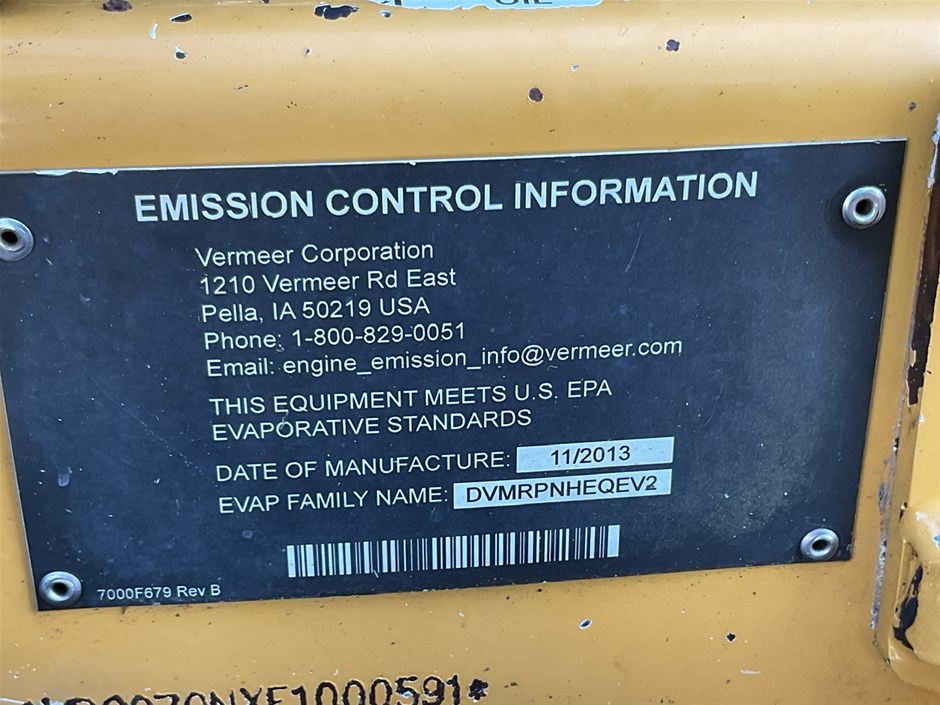 OIL
EMISSION CONTROL INFORMATION
Vermeer Corporation
1210 Vermeer Rd East
Pella, IA 50219 USA
Phone: 1-800-829-0051
Email: engine_emission_info@vermeer.com
THIS EQUIPMENT MEETS U.S. EPA
EVAPORATIVE STANDARDS
DATE OF MANUFACTURE: 11/2013
EVAP FAMILY NAME: DVMRPNHEQEV2
7000F679 Rev B